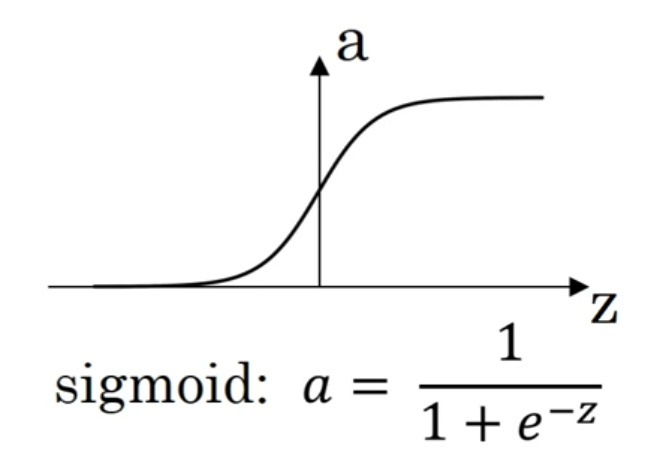 a
z
sigmoid: a = 1 / (1 + e^{-z})